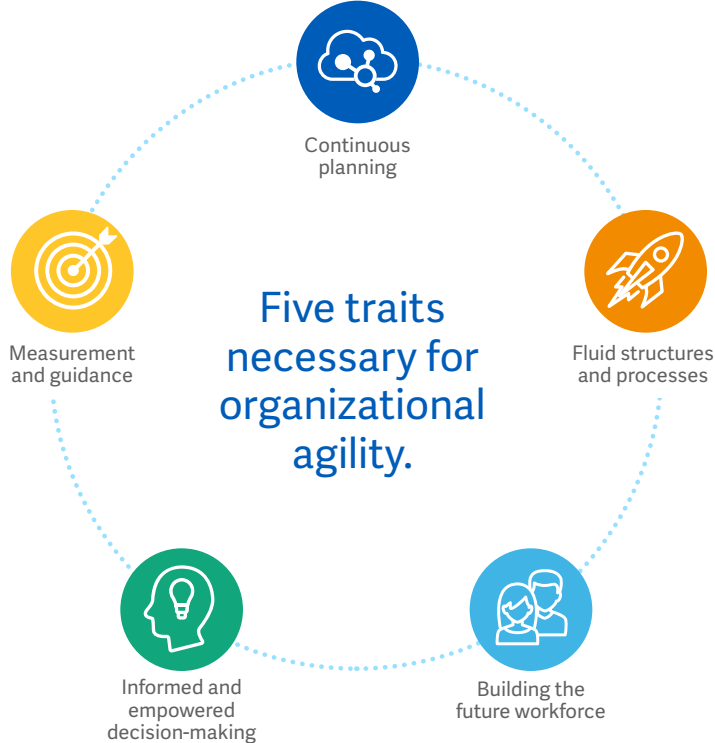 Continuous
planning
Fluid structures
and processes
Building the
future workforce
Informed and
empowered
decision-making
Measurement
and guidance
Five traits
necessary for
organizational
agility.